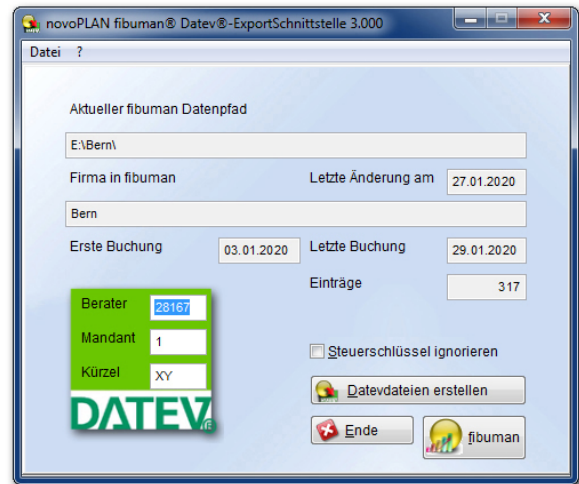 novoPLAN fibuman® Datev®-ExportSchnittstelle 3.000
Datei ?
Aktueller fibuman Datenpfad
E:\Bern\
Firma in fibuman Letzte Änderung am 27.01.2020
Bern
Erste Buchung 03.01.2020 Letzte Buchung 29.01.2020
Einträge 317
Berater 28167
Mandant 1
Steuerschlüssel ignorieren
Kürzel XY
Datevdateien erstellen
DATEV
Ende fibuman